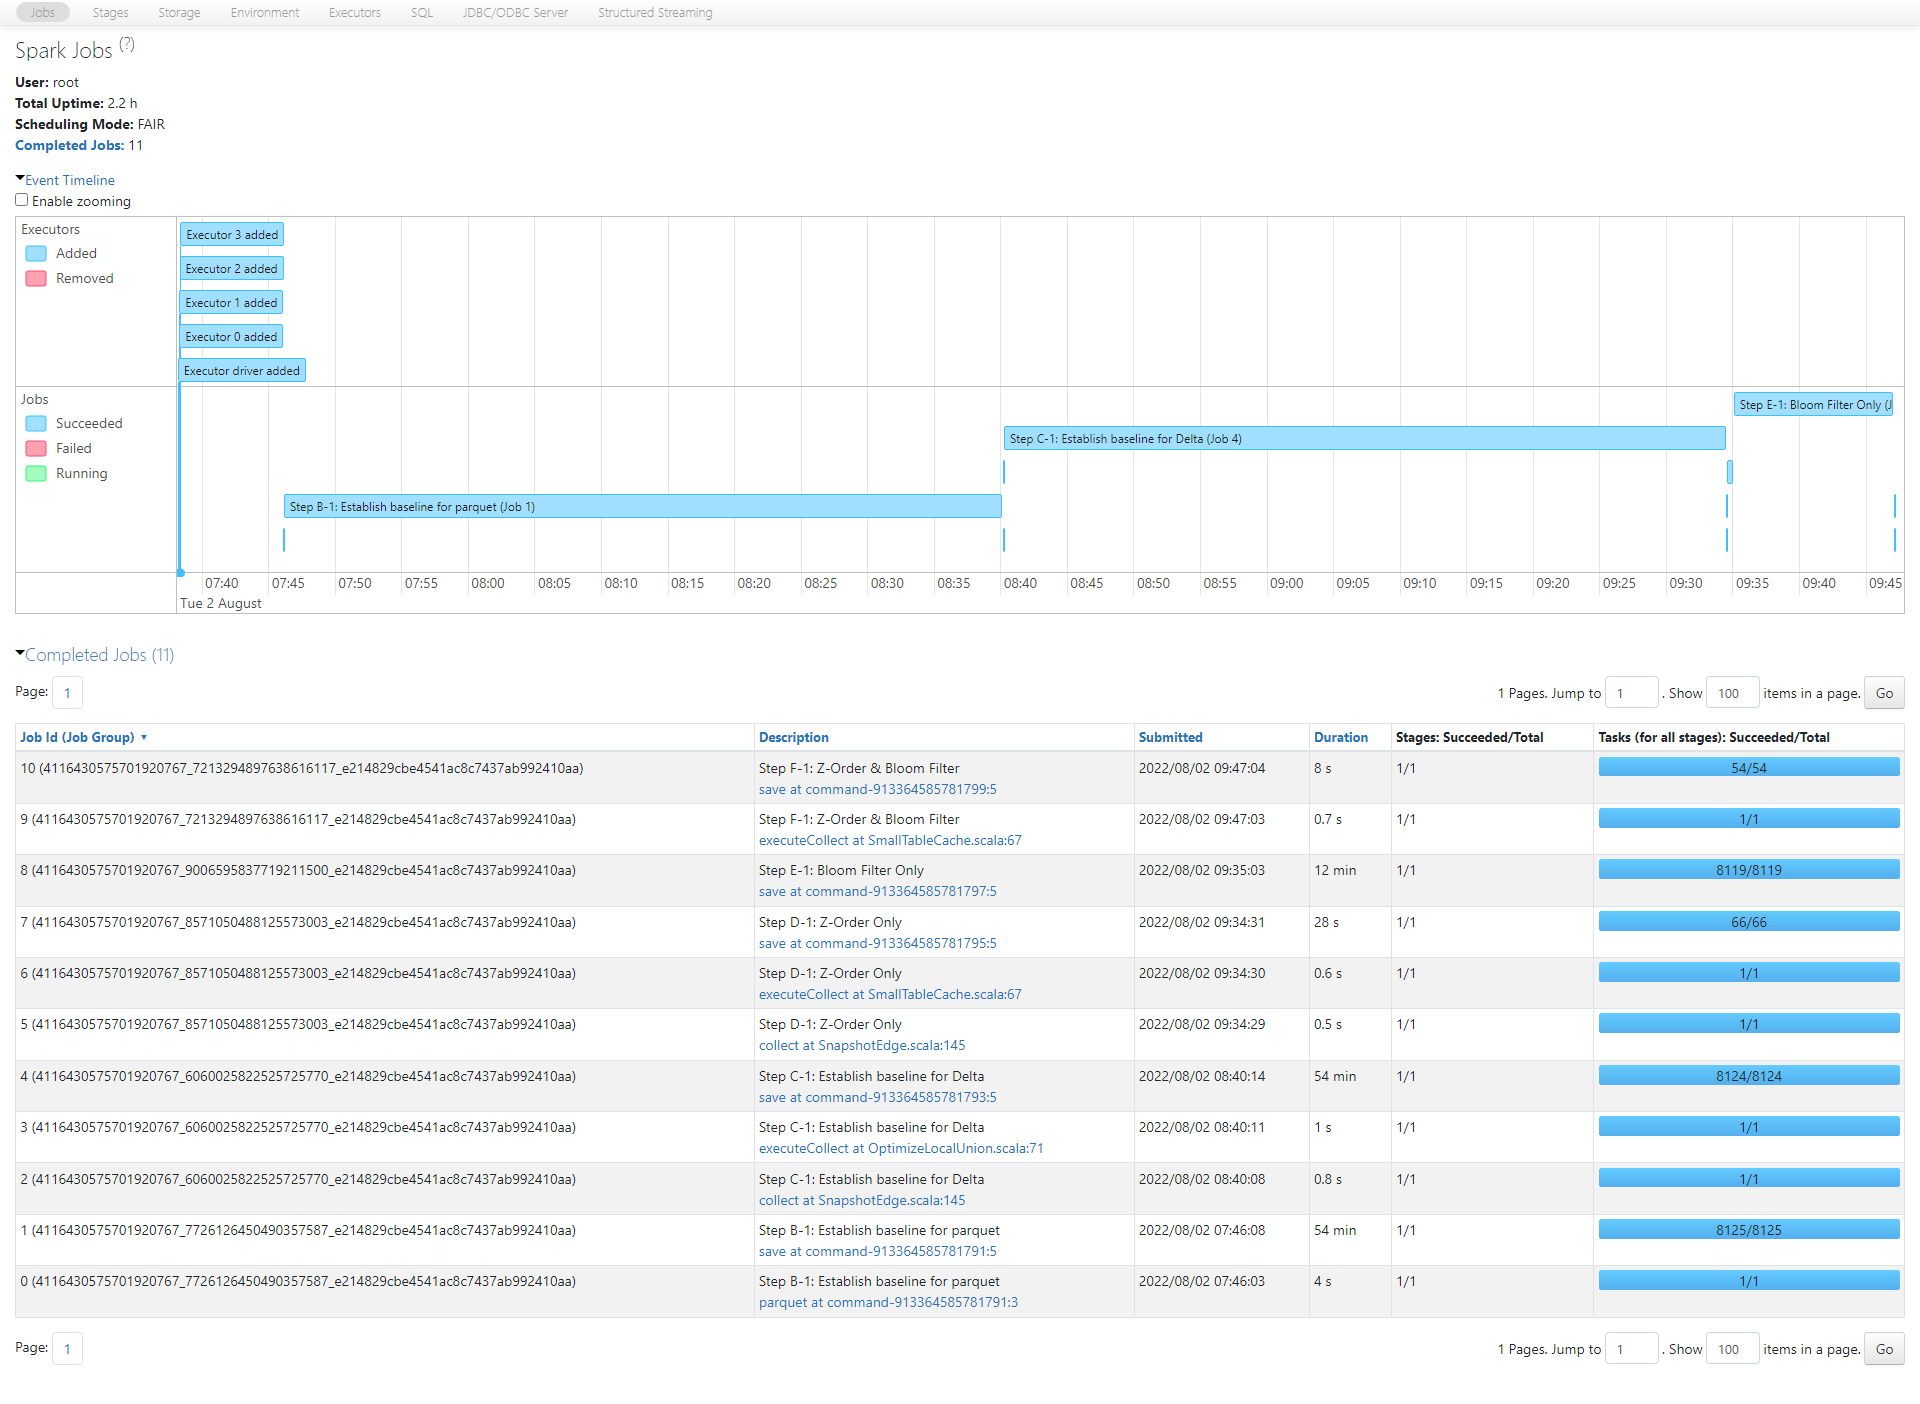 Jobs Stages Storage Environment Executors SQL JDBC/ODBC Server Structured Streaming
Spark Jobs (?)
User: root
Total Uptime: 2.2 h
Scheduling Mode: FAIR
Completed Jobs: 11
Event Timeline
Enable zooming
Executors
Added
Removed
Executor 3 added
Executor 2 added
Executor 1 added
Executor 0 added
Executor driver added
Jobs
Succeeded
Failed
Running
Step E-1: Bloom Filter Only (J
Step C-1: Establish baseline for Delta (Job 4)
Step B-1: Establish baseline for parquet (Job 1)
07:40 07:45 07:50 07:55 08:00 08:05 08:10 08:15 08:20 08:25 08:30 08:35 08:40 08:45 08:50 08:55 09:00 09:05 09:10 09:15 09:20 09:25 09:30 09:35 09:40 09:45
Tue 2 August
Completed Jobs (11)
Page: 1 1 Pages. Jump to 1 . Show 100 items in a page. Go
Job Id (Job Group) ▾ Description Submitted Duration Stages: Succeeded/Total Tasks (for all stages): Succeeded/Total
10 (4116430575701920767_7213294897638616117_e214829cbe4541ac8c7437ab992410aa) Step F-1: Z-Order & Bloom Filter 2022/08/02 09:47:04 8 s 1/1 54/54
save at command-913364585781799:5
9 (4116430575701920767_7213294897638616117_e214829cbe4541ac8c7437ab992410aa) Step F-1: Z-Order & Bloom Filter 2022/08/02 09:47:03 0.7 s 1/1 1/1
executeCollect at SmallTableCache.scala:67
8 (4116430575701920767_9006595837719211500_e214829cbe4541ac8c7437ab992410aa) Step E-1: Bloom Filter Only 2022/08/02 09:35:03 12 min 1/1 8119/8119
save at command-913364585781797:5
7 (4116430575701920767_8571050488125573003_e214829cbe4541ac8c7437ab992410aa) Step D-1: Z-Order Only 2022/08/02 09:34:31 28 s 1/1 66/66
save at command-913364585781795:5
6 (4116430575701920767_8571050488125573003_e214829cbe4541ac8c7437ab992410aa) Step D-1: Z-Order Only 2022/08/02 09:34:30 0.6 s 1/1 1/1
executeCollect at SmallTableCache.scala:67
5 (4116430575701920767_8571050488125573003_e214829cbe4541ac8c7437ab992410aa) Step D-1: Z-Order Only 2022/08/02 09:34:29 0.5 s 1/1 1/1
collect at SnapshotEdge.scala:145
4 (4116430575701920767_6060025822525725770_e214829cbe4541ac8c7437ab992410aa) Step C-1: Establish baseline for Delta 2022/08/02 08:40:14 54 min 1/1 8124/8124
save at command-913364585781793:5
3 (4116430575701920767_6060025822525725770_e214829cbe4541ac8c7437ab992410aa) Step C-1: Establish baseline for Delta 2022/08/02 08:40:11 1 s 1/1 1/1
executeCollect at OptimizeLocalUnion.scala:71
2 (4116430575701920767_6060025822525725770_e214829cbe4541ac8c7437ab992410aa) Step C-1: Establish baseline for Delta 2022/08/02 08:40:08 0.8 s 1/1 1/1
collect at SnapshotEdge.scala:145
1 (4116430575701920767_7726126450490357587_e214829cbe4541ac8c7437ab992410aa) Step B-1: Establish baseline for parquet 2022/08/02 07:46:08 54 min 1/1 8125/8125
save at command-913364585781791:5
0 (4116430575701920767_7726126450490357587_e214829cbe4541ac8c7437ab992410aa) Step B-1: Establish baseline for parquet 2022/08/02 07:46:03 4 s 1/1 1/1
parquet at command-913364585781791:3
Page: 1 1 Pages. Jump to 1 . Show 100 items in a page. Go